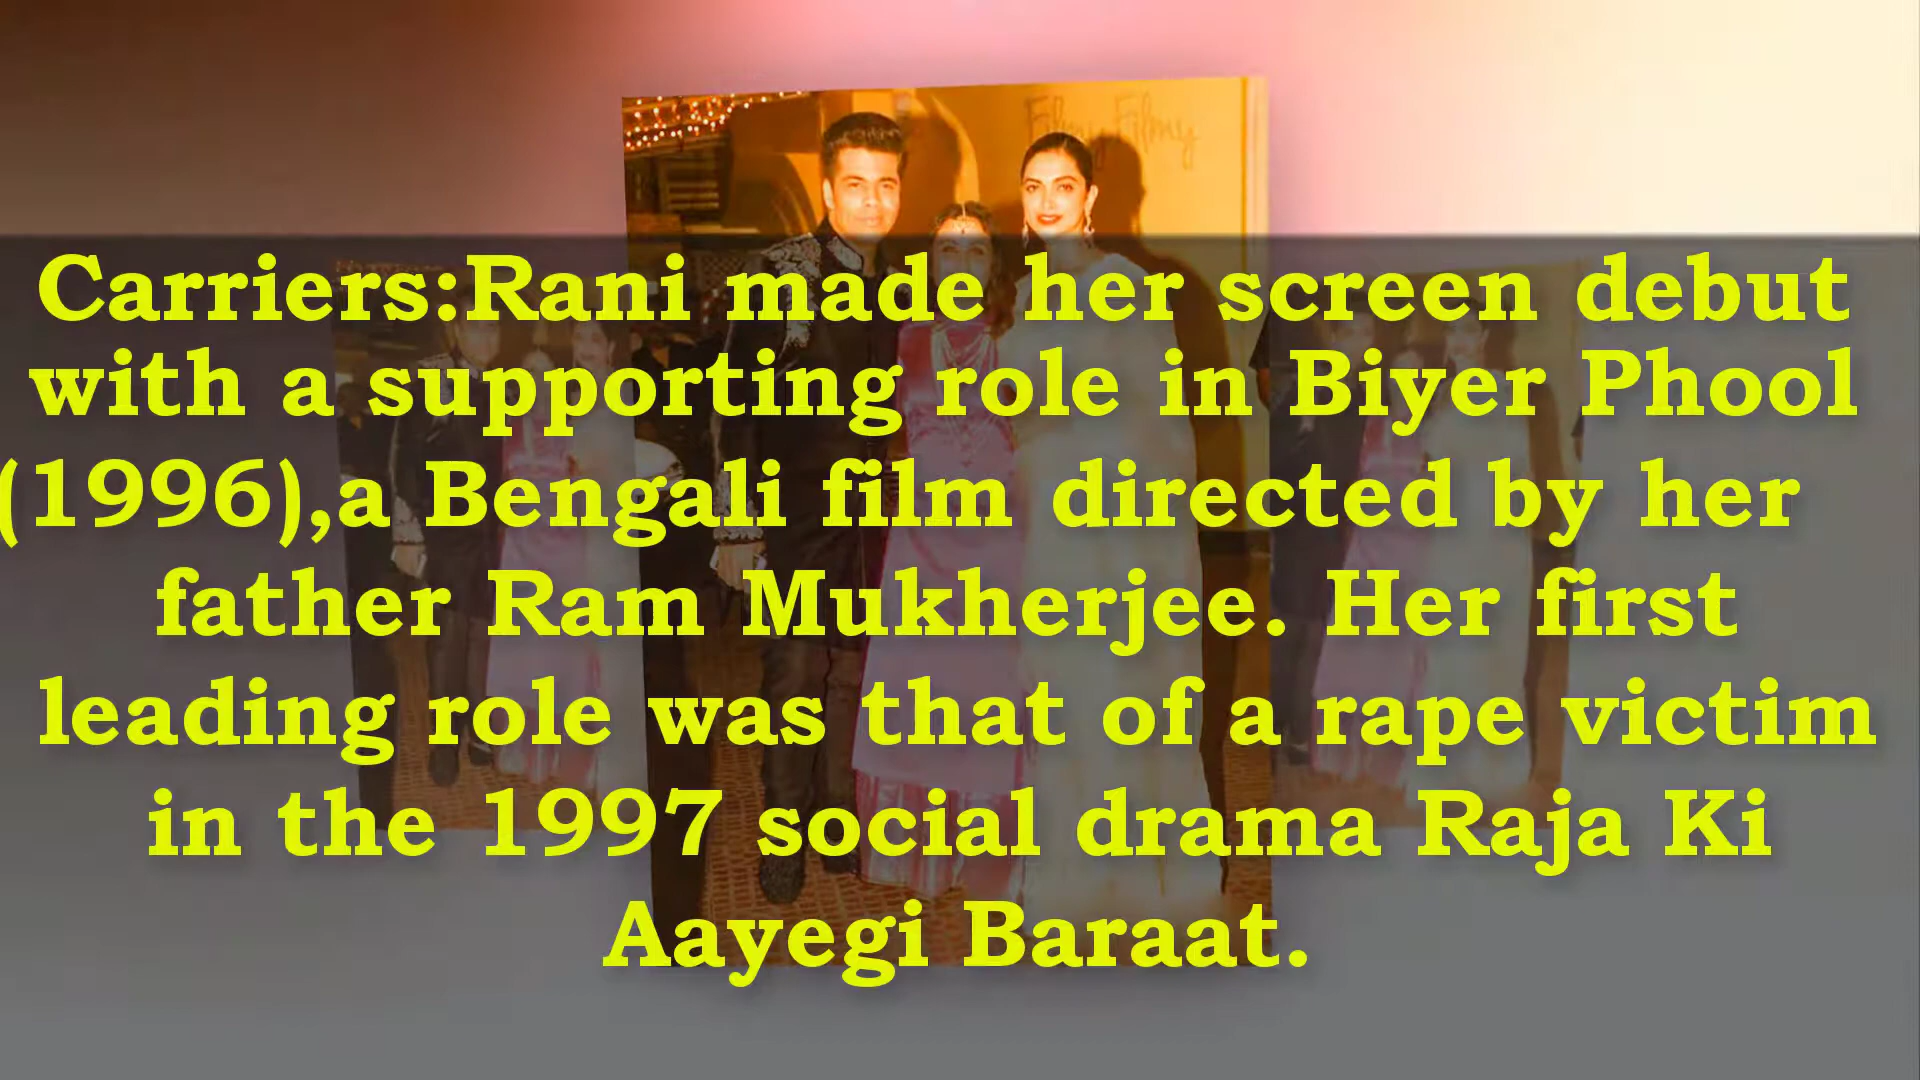 Filmy Filmy
Carriers:Rani made her screen debut
with a supporting role in Biyer Phool
(1996),a Bengali film directed by her
father Ram Mukherjee. Her first
leading role was that of a rape victim
in the 1997 social drama Raja Ki
Aayegi Baraat.